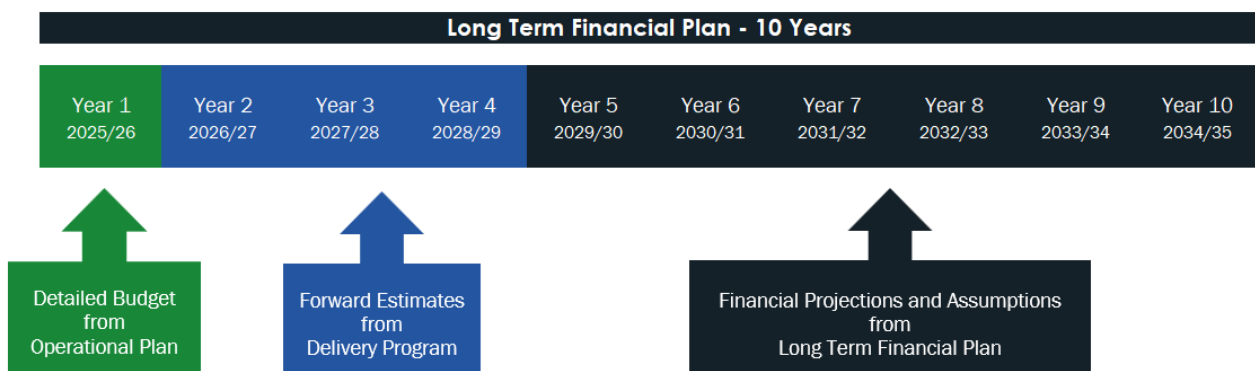 Long Term Financial Plan - 10 Years
Year 1
2025/26
Year 2
2026/27
Year 3
2027/28
Year 4
2028/29
Year 5
2029/30
Year 6
2030/31
Year 7
2031/32
Year 8
2032/33
Year 9
2033/34
Year 10
2034/35
Detailed Budget
from
Operational Plan
Forward Estimates
from
Delivery Program
Financial Projections and Assumptions
from
Long Term Financial Plan